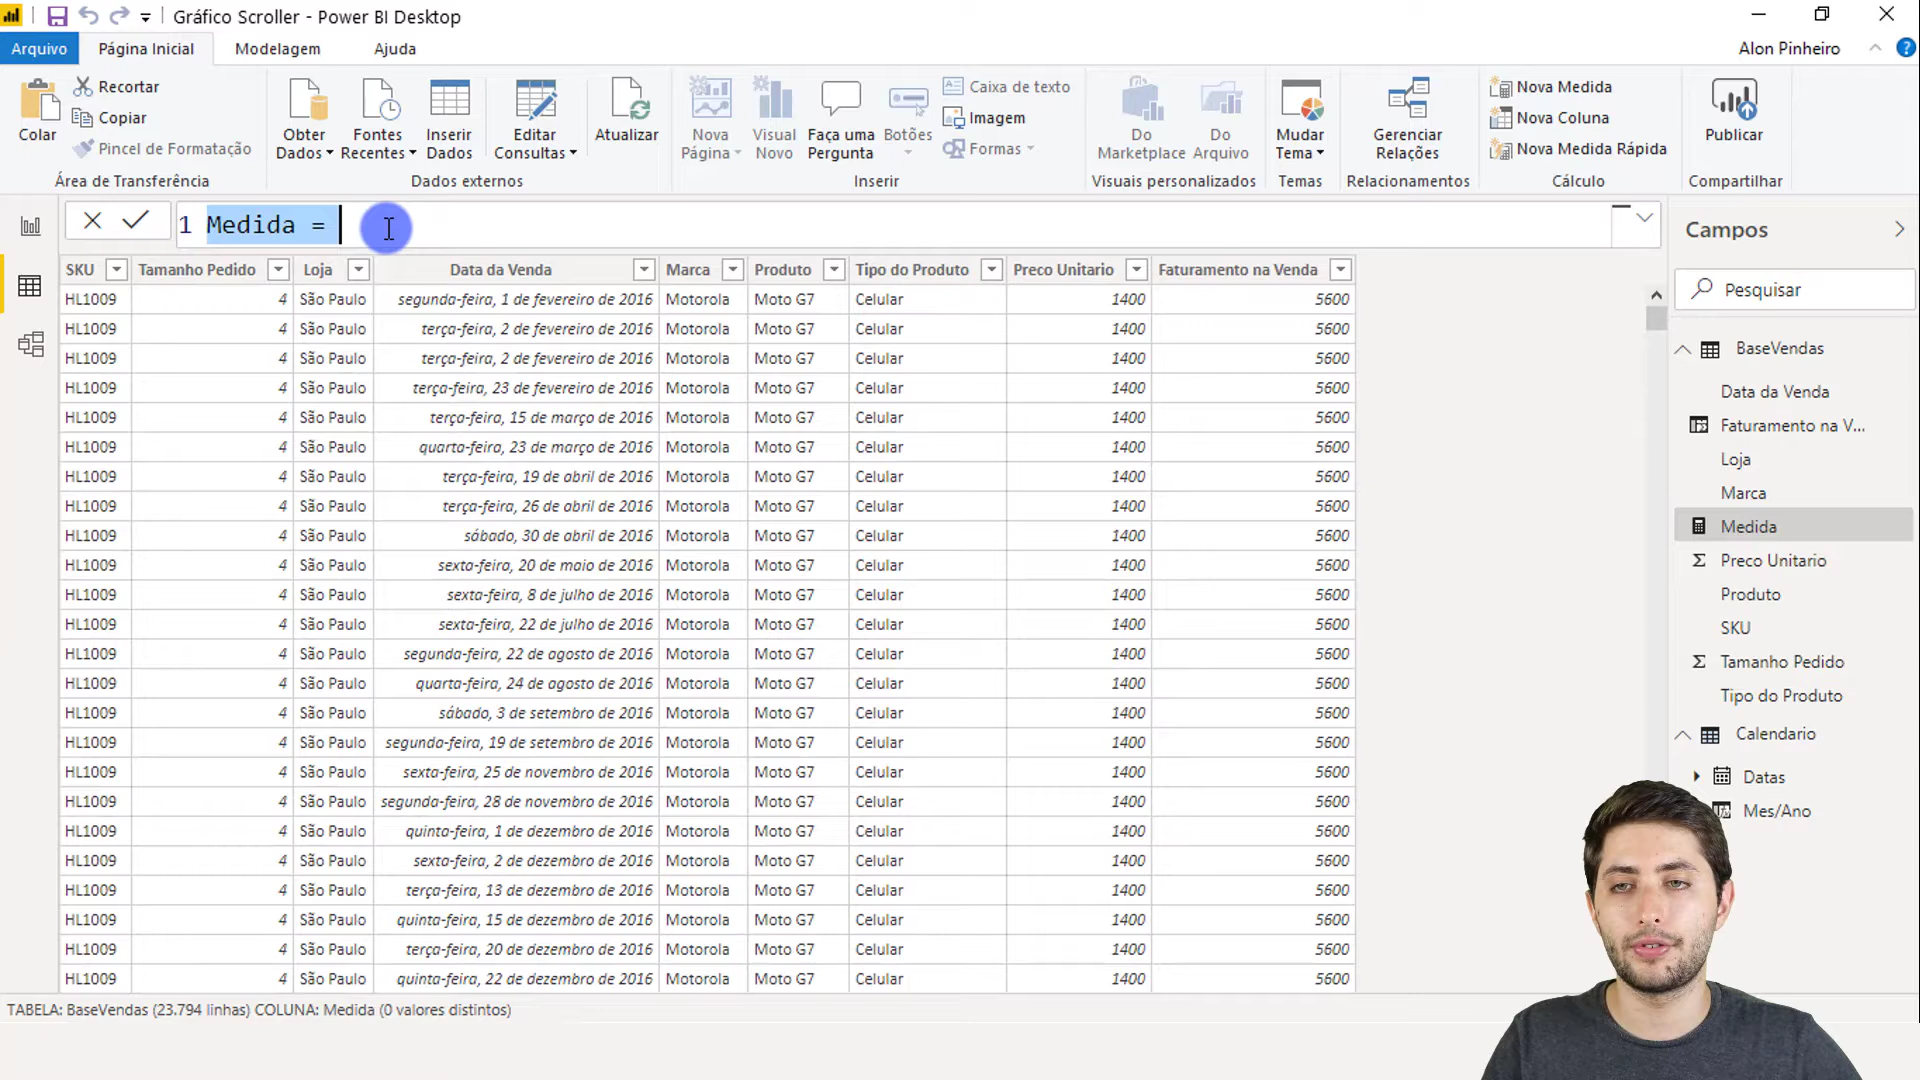 Gráfico Scroller - Power BI Desktop
Arquivo Página Inicial Modelagem Ajuda Alon Pinheiro ?
Colar
Recortar
Copiar
Pincel de Formatação
Área de Transferência
Obter Dados
Fontes Recentes
Inserir Dados
Editar Consultas
Atualizar
Dados externos
Nova Página
Visual Novo
Faça uma Pergunta
Botões
Caixa de texto
Imagem
Formas
Inserir
Do Marketplace
Do Arquivo
Visuais personalizados
Mudar Tema
Temas
Gerenciar Relações
Relacionamentos
Nova Medida
Nova Coluna
Nova Medida Rápida
Cálculo
Publicar
Compartilhar
1 Medida =
SKU Tamanho Pedido Loja Data da Venda Marca Produto Tipo do Produto Preco Unitario Faturamento na Venda
HL1009 4 São Paulo segunda-feira, 1 de fevereiro de 2016 Motorola Moto G7 Celular 1400 5600
HL1009 4 São Paulo terça-feira, 2 de fevereiro de 2016 Motorola Moto G7 Celular 1400 5600
HL1009 4 São Paulo terça-feira, 2 de fevereiro de 2016 Motorola Moto G7 Celular 1400 5600
HL1009 4 São Paulo terça-feira, 23 de fevereiro de 2016 Motorola Moto G7 Celular 1400 5600
HL1009 4 São Paulo terça-feira, 15 de março de 2016 Motorola Moto G7 Celular 1400 5600
HL1009 4 São Paulo quarta-feira, 23 de março de 2016 Motorola Moto G7 Celular 1400 5600
HL1009 4 São Paulo terça-feira, 19 de abril de 2016 Motorola Moto G7 Celular 1400 5600
HL1009 4 São Paulo terça-feira, 26 de abril de 2016 Motorola Moto G7 Celular 1400 5600
HL1009 4 São Paulo sábado, 30 de abril de 2016 Motorola Moto G7 Celular 1400 5600
HL1009 4 São Paulo sexta-feira, 20 de maio de 2016 Motorola Moto G7 Celular 1400 5600
HL1009 4 São Paulo sexta-feira, 8 de julho de 2016 Motorola Moto G7 Celular 1400 5600
HL1009 4 São Paulo sexta-feira, 22 de julho de 2016 Motorola Moto G7 Celular 1400 5600
HL1009 4 São Paulo segunda-feira, 22 de agosto de 2016 Motorola Moto G7 Celular 1400 5600
HL1009 4 São Paulo quarta-feira, 24 de agosto de 2016 Motorola Moto G7 Celular 1400 5600
HL1009 4 São Paulo sábado, 3 de setembro de 2016 Motorola Moto G7 Celular 1400 5600
HL1009 4 São Paulo segunda-feira, 19 de setembro de 2016 Motorola Moto G7 Celular 1400 5600
HL1009 4 São Paulo sexta-feira, 25 de novembro de 2016 Motorola Moto G7 Celular 1400 5600
HL1009 4 São Paulo segunda-feira, 28 de novembro de 2016 Motorola Moto G7 Celular 1400 5600
HL1009 4 São Paulo quinta-feira, 1 de dezembro de 2016 Motorola Moto G7 Celular 1400 5600
HL1009 4 São Paulo sexta-feira, 2 de dezembro de 2016 Motorola Moto G7 Celular 1400 5600
HL1009 4 São Paulo terça-feira, 13 de dezembro de 2016 Motorola Moto G7 Celular 1400 5600
HL1009 4 São Paulo quinta-feira, 15 de dezembro de 2016 Motorola Moto G7 Celular 1400 5600
HL1009 4 São Paulo terça-feira, 20 de dezembro de 2016 Motorola Moto G7 Celular 1400 5600
HL1009 4 São Paulo quinta-feira, 22 de dezembro de 2016 Motorola Moto G7 Celular 1400 5600
TABELA: BaseVendas (23.794 linhas) COLUNA: Medida (0 valores distintos)
Campos
Pesquisar
BaseVendas
Data da Venda
Faturamento na V...
Loja
Marca
Medida
Σ Preco Unitario
Produto
SKU
Σ Tamanho Pedido
Tipo do Produto
Calendario
Datas
Mes/Ano